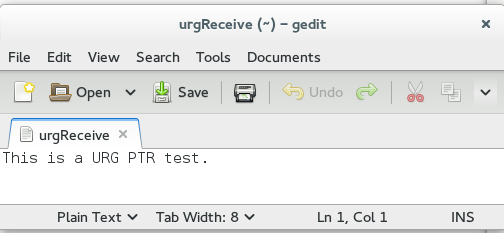 urgReceive (~) – gedit
File Edit View Search Tools Documents
Open Save Undo
urgReceive
This is a URG PTR test.
Plain Text Tab Width: 8 Ln 1, Col 1 INS